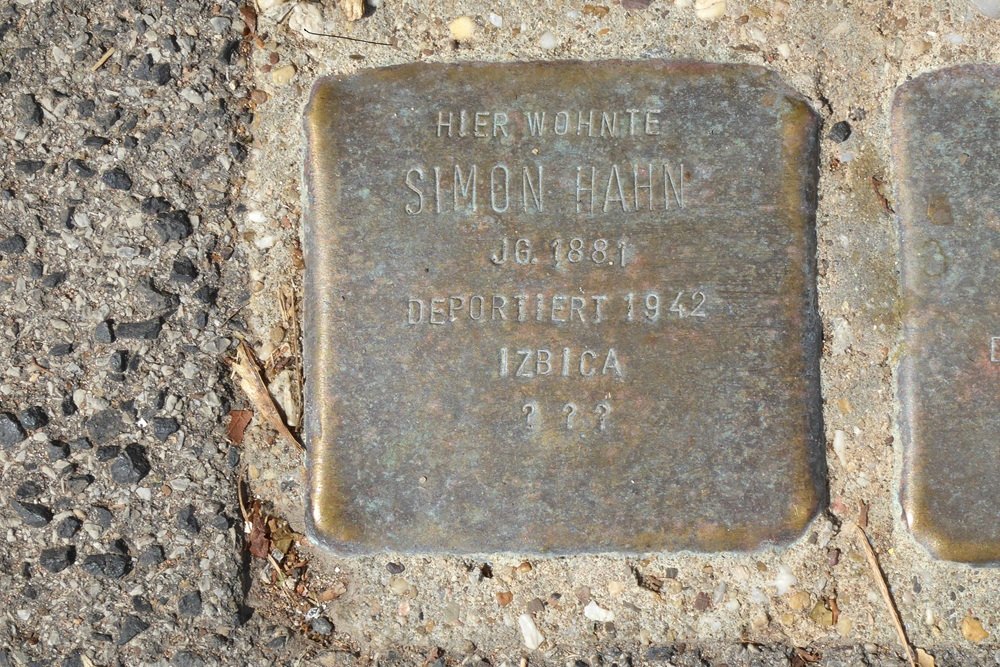 HIER WOHNTE
SIMON HAHN
JG. 1881
DEPORTIERT 1942
IZBICA
? ? ?